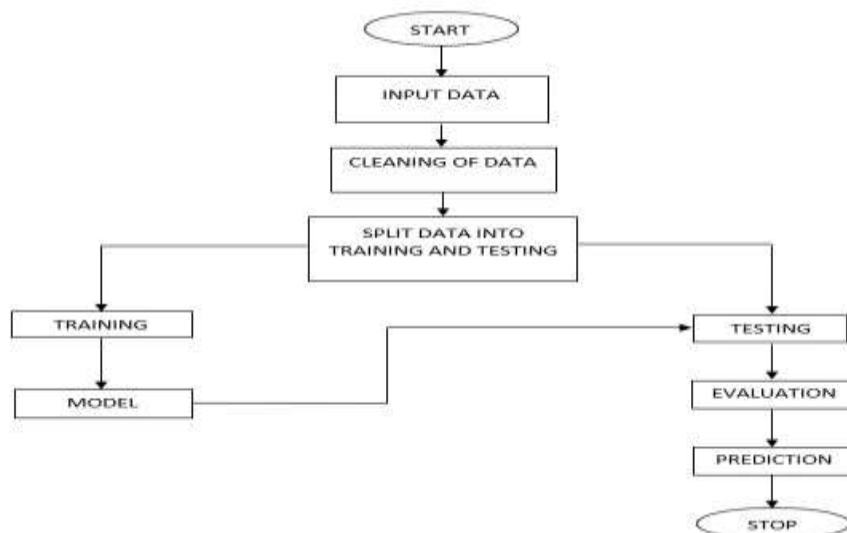 START
INPUT DATA
CLEANING OF DATA
SPLIT DATA INTO
TRAINING AND TESTING
TRAINING
TESTING
MODEL
EVALUATION
PREDICTION
STOP